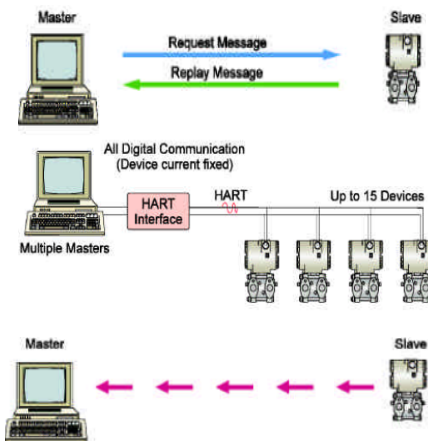 Master
Slave
Request Message
Replay Message
All Digital Communication
(Device current fixed)
HART
Interface
HART
Up to 15 Devices
Multiple Masters
Master
Slave